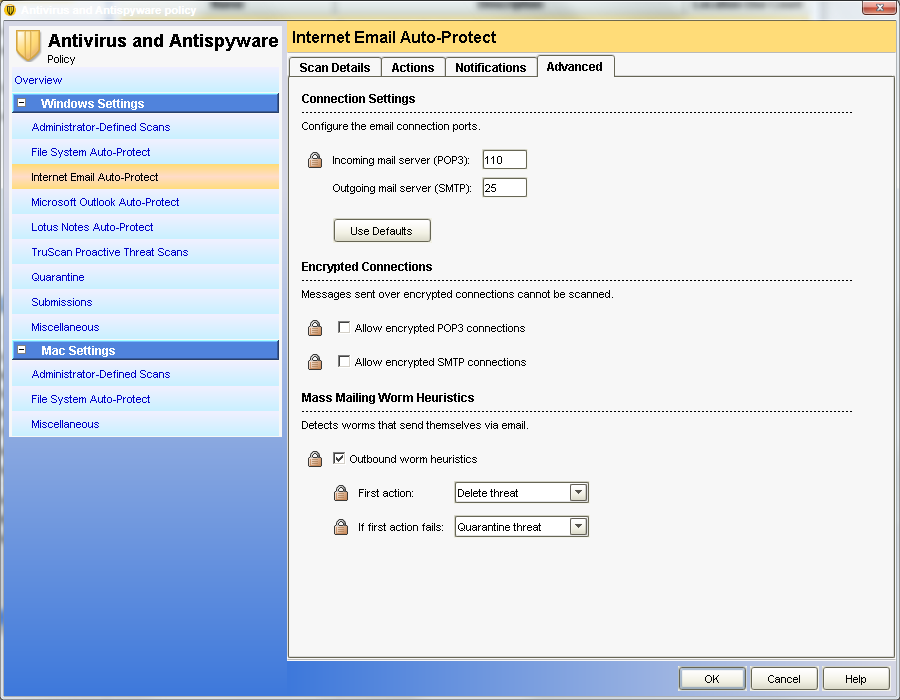 Antivirus and Antispyware policy
Antivirus and Antispyware
Policy
Overview
Windows Settings
Administrator-Defined Scans
File System Auto-Protect
Internet Email Auto-Protect
Microsoft Outlook Auto-Protect
Lotus Notes Auto-Protect
TruScan Proactive Threat Scans
Quarantine
Submissions
Miscellaneous
Mac Settings
Administrator-Defined Scans
File System Auto-Protect
Miscellaneous
Internet Email Auto-Protect
Scan Details Actions Notifications Advanced
Connection Settings
Configure the email connection ports.
Incoming mail server (POP3): 110
Outgoing mail server (SMTP): 25
Use Defaults
Encrypted Connections
Messages sent over encrypted connections cannot be scanned.
Allow encrypted POP3 connections
Allow encrypted SMTP connections
Mass Mailing Worm Heuristics
Detects worms that send themselves via email.
Outbound worm heuristics
First action: Delete threat
If first action fails: Quarantine threat
OK Cancel Help